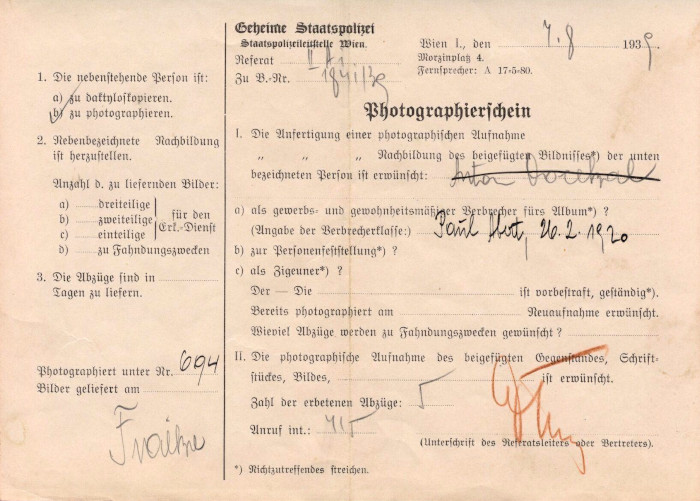 Geheime Staatspolizei
Staatspolizeileitstelle Wien.
Referat II
Zu B.-Nr. 1841/39
Wien I., den 7. 8 1939.
Morzinplatz 4.
Fernsprecher: A 17-5-80.
1. Die nebenstehende Person ist:
a) zu daktyloskopieren.
b) zu photographieren.
2. Nebenbezeichnete Nachbildung
ist herzustellen.
Anzahl d. zu liefernden Bilder:
a) dreiteilige
b) zweiteilige
c) einteilige
d) zu Fahndungszwecken
für den
Erk.-Dienst
3. Die Abzüge sind in
Tagen zu liefern.
Photographiert unter Nr. 694
Bilder geliefert am
Photographierschein
I. Die Anfertigung einer photographischen Aufnahme
„ „ „ Nachbildung des beigefügten Bildnisses*) der unten
bezeichneten Person ist erwünscht: Anton
a) als gewerbs- und gewohnheitsmäßiger Verbrecher fürs Album*) ?
(Angabe der Verbrecherklasse:) Paul 26. 2. 1920
b) zur Personenfeststellung*) ?
c) als Zigeuner*) ?
Der — Die ist vorbestraft, geständig*).
Bereits photographiert am Neuaufnahme erwünscht.
Wieviel Abzüge werden zu Fahndungszwecken gewünscht ?
II. Die photographische Aufnahme des beigefügten Gegenstandes, Schrift-
stückes, Bildes, ist erwünscht.
Zahl der erbetenen Abzüge: 5
Anruf int.: 415
(Unterschrift des Referatsleiters oder Vertreters).
*) Nichtzutreffendes streichen.